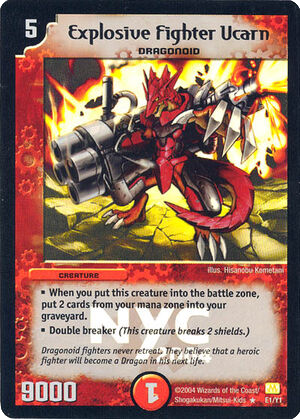 5
Explosive Fighter Ucarn
DRAGONOID
illus. Hisanobu Kometani
CREATURE
• When you put this creature into the battle zone,
put 2 cards from your mana zone into your
graveyard.
• Double breaker (This creature breaks 2 shields.)
Dragonoid fighters never retreat. They believe that a heroic
fighter will become a Dragon in his next life.
9000
1
©2004 Wizards of the Coast/
Shogakukan/Mitsui-Kids ★ E1/Y1